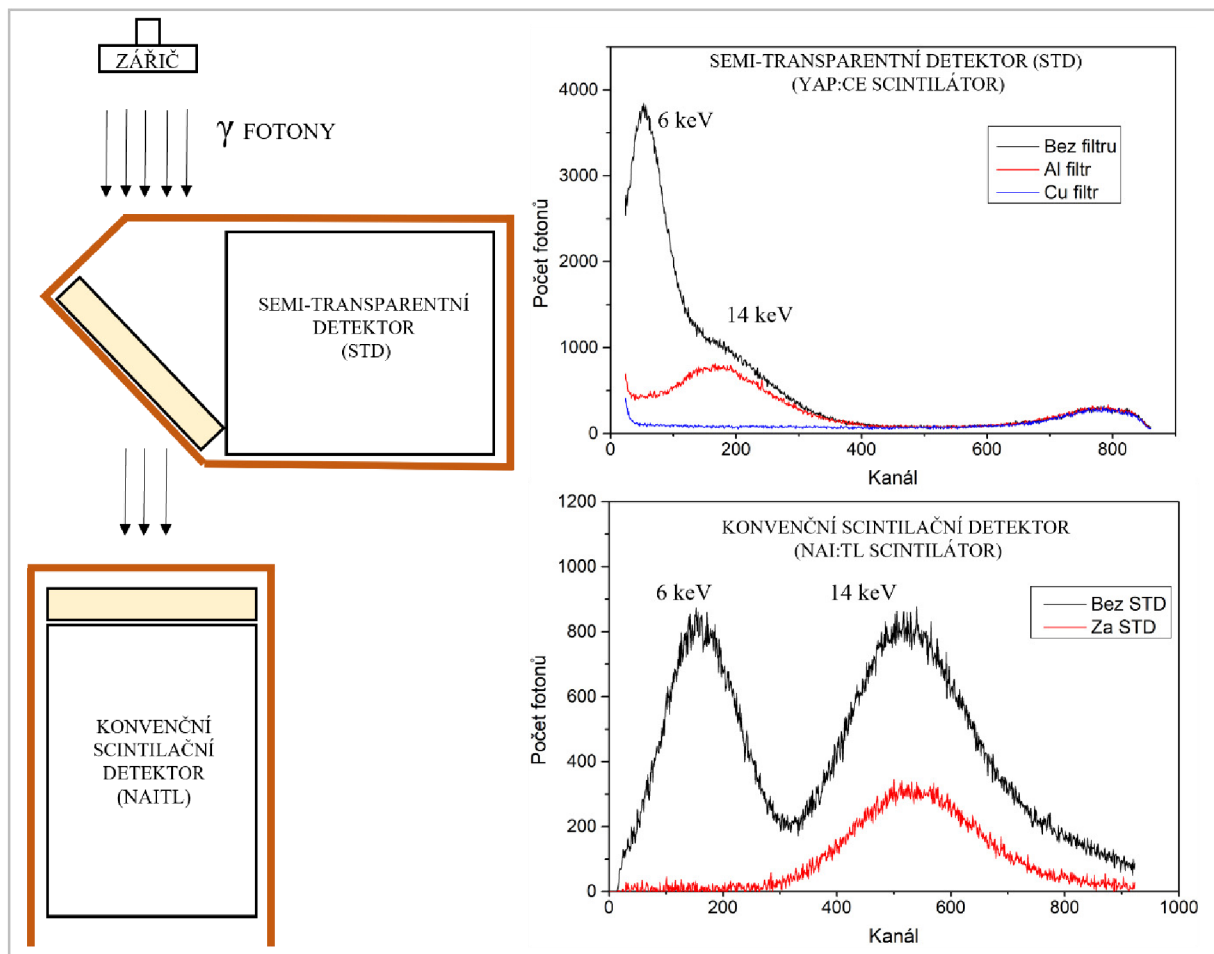 ZÁŘIČ
γ FOTONY
SEMI-TRANSPARENTNÍ
DETEKTOR
(STD)
KONVENČNÍ
SCINTILAČNÍ
DETEKTOR
(NAITL)
SEMI-TRANSPARENTNÍ DETEKTOR (STD)
(YAP:CE SCINTILÁTOR)
4000
3000
2000
1000
0
Počet fotonů
6 keV
14 keV
Bez filtru
Al filtr
Cu filtr
0
200
400
600
800
Kanál
KONVENČNÍ SCINTILAČNÍ DETEKTOR
(NAI:TL SCINTILÁTOR)
1200
1000
800
600
400
200
0
Počet fotonů
6 keV
14 keV
Bez STD
Za STD
0
200
400
600
800
1000
Kanál